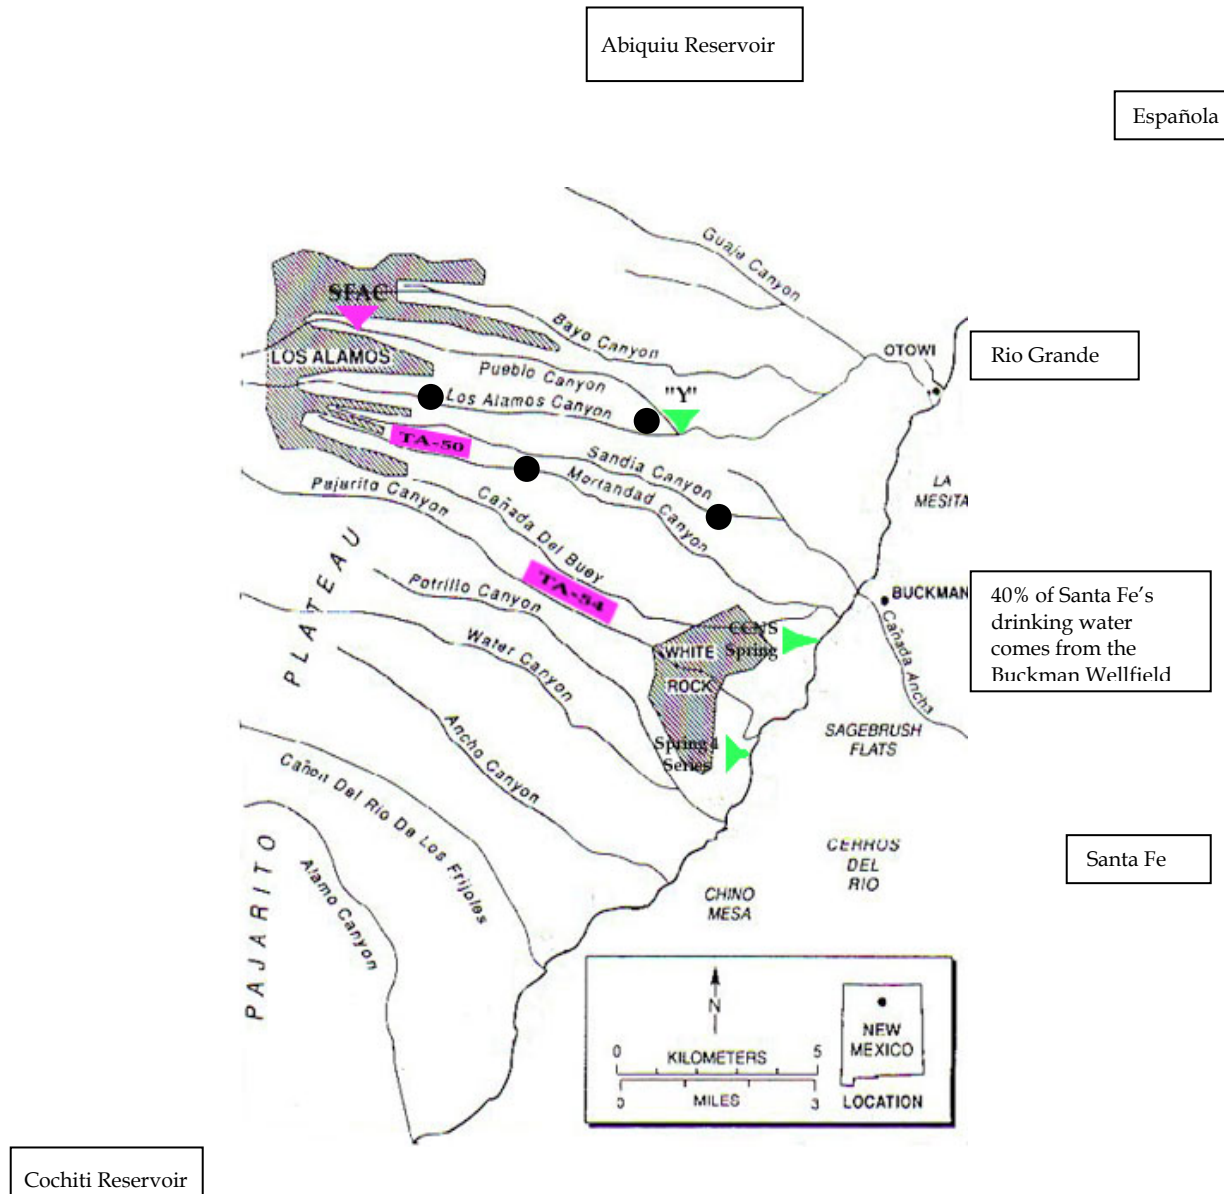 Abiquiu Reservoir
Española
Guaje Canyon
SFAC
Bayo Canyon
OTOWI
Rio Grande
LOS ALAMOS
Pueblo Canyon
"Y"
Los Alamos Canyon
TA-50
Sandia Canyon
Mortandad Canyon
LA
MESITA
Pajarito Canyon
Cañada Del Buey
TA-54
Potrillo Canyon
BUCKMAN
40% of Santa Fe's
drinking water
comes from the
Buckman Wellfield
Cañada Ancha
CCNS
Spring
WHITE
ROCK
Water Canyon
PLATEAU
Ancho Canyon
Spring 4
Series
SAGEBRUSH
FLATS
Cañon Del Rio De Los Frijoles
CERROS
DEL
RIO
Santa Fe
Alamo Canyon
CHINO
MESA
PAJARITO
N
0 5
KILOMETERS
MILES
0 3
NEW
MEXICO
LOCATION
Cochiti Reservoir